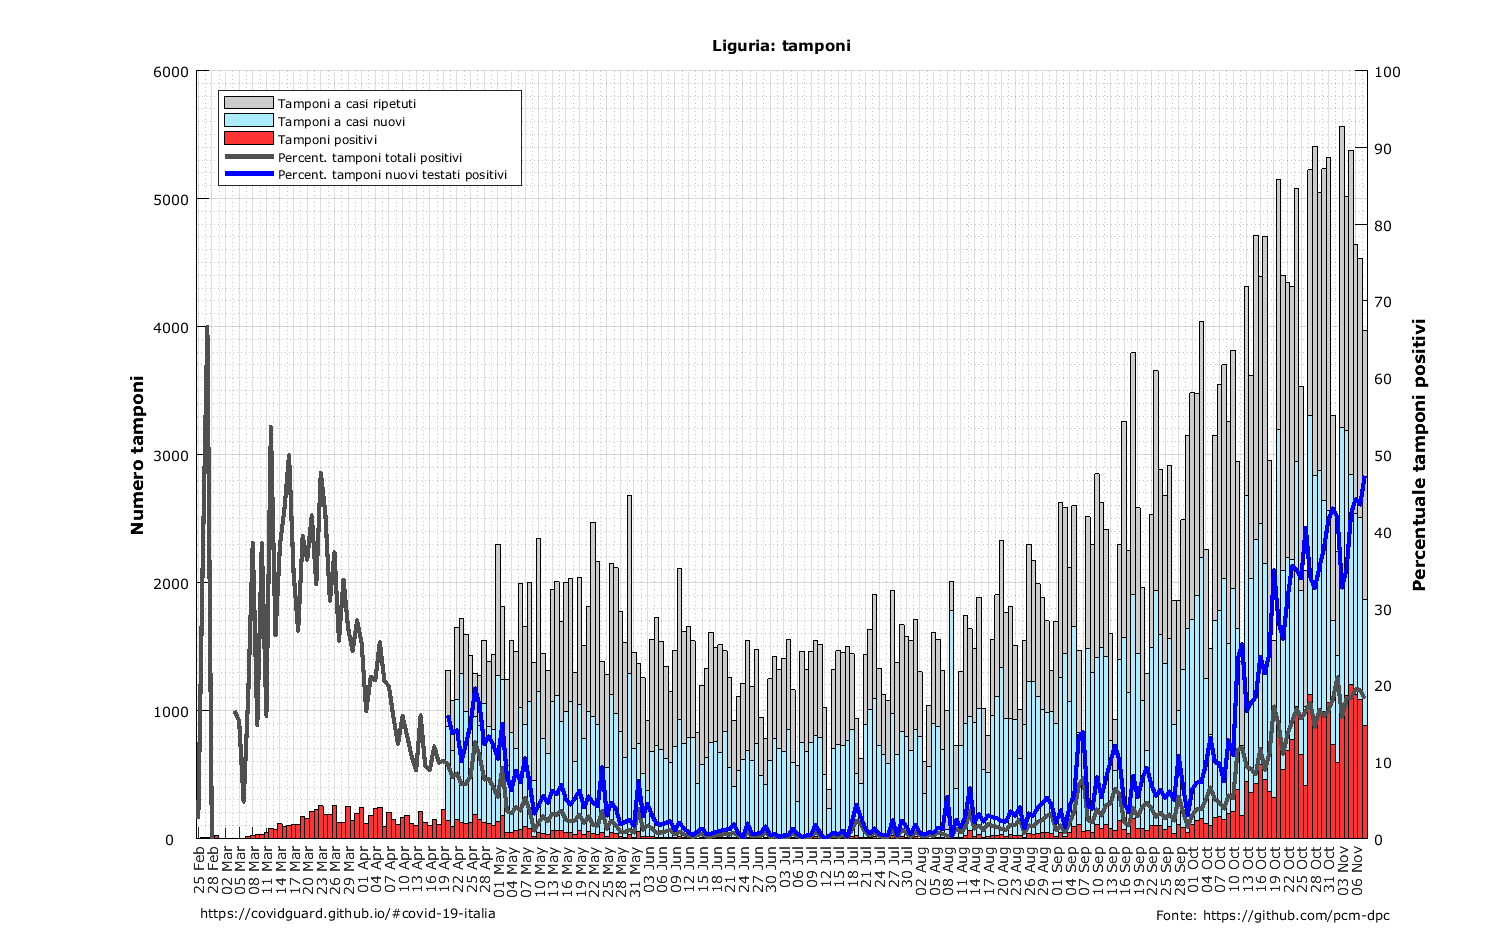 Liguria: tamponi
6000
5000
4000
3000
2000
1000
0
Numero tamponi
Tamponi a casi ripetuti
Tamponi a casi nuovi
Tamponi positivi
Percent. tamponi totali positivi
Percent. tamponi nuovi testati positivi
100
90
80
70
60
50
40
30
20
10
0
Percentuale tamponi positivi
25 Feb
28 Feb
02 Mar
05 Mar
08 Mar
11 Mar
14 Mar
17 Mar
20 Mar
23 Mar
26 Mar
29 Mar
01 Apr
04 Apr
07 Apr
10 Apr
13 Apr
16 Apr
19 Apr
22 Apr
25 Apr
28 Apr
01 May
04 May
07 May
10 May
13 May
16 May
19 May
22 May
25 May
28 May
31 May
03 Jun
06 Jun
09 Jun
12 Jun
15 Jun
18 Jun
21 Jun
24 Jun
27 Jun
30 Jun
03 Jul
06 Jul
09 Jul
12 Jul
15 Jul
18 Jul
21 Jul
24 Jul
27 Jul
30 Jul
02 Aug
05 Aug
08 Aug
11 Aug
14 Aug
17 Aug
20 Aug
23 Aug
26 Aug
29 Aug
01 Sep
04 Sep
07 Sep
10 Sep
13 Sep
16 Sep
19 Sep
22 Sep
25 Sep
28 Sep
01 Oct
04 Oct
07 Oct
10 Oct
13 Oct
16 Oct
19 Oct
22 Oct
25 Oct
28 Oct
31 Oct
03 Nov
06 Nov
https://covidguard.github.io/#covid-19-italia
Fonte: https://github.com/pcm-dpc